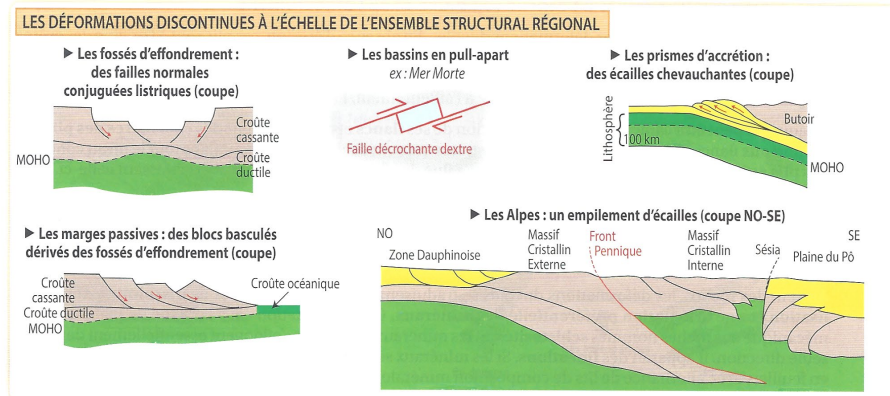 LES DÉFORMATIONS DISCONTINUES À L'ÉCHELLE DE L'ENSEMBLE STRUCTURAL RÉGIONAL
▶ Les fossés d'effondrement :
des failles normales
conjuguées listriques (coupe)
Croûte
cassante
MOHO
Croûte
ductile
▶ Les bassins en pull-apart
ex : Mer Morte
Faille décrochante dextre
▶ Les prismes d'accrétion :
des écailles chevauchantes (coupe)
Lithosphère
100 km
Butoir
MOHO
▶ Les marges passives : des blocs basculés
dérivés des fossés d'effondrement (coupe)
Croûte
cassante
Croûte ductile
MOHO
Croûte océanique
▶ Les Alpes : un empilement d'écailles (coupe NO-SE)
NO
Zone Dauphinoise
Massif
Cristallin
Externe
Front
Pennique
Massif
Cristallin
Interne
Sésia
SE
Plaine du Pô